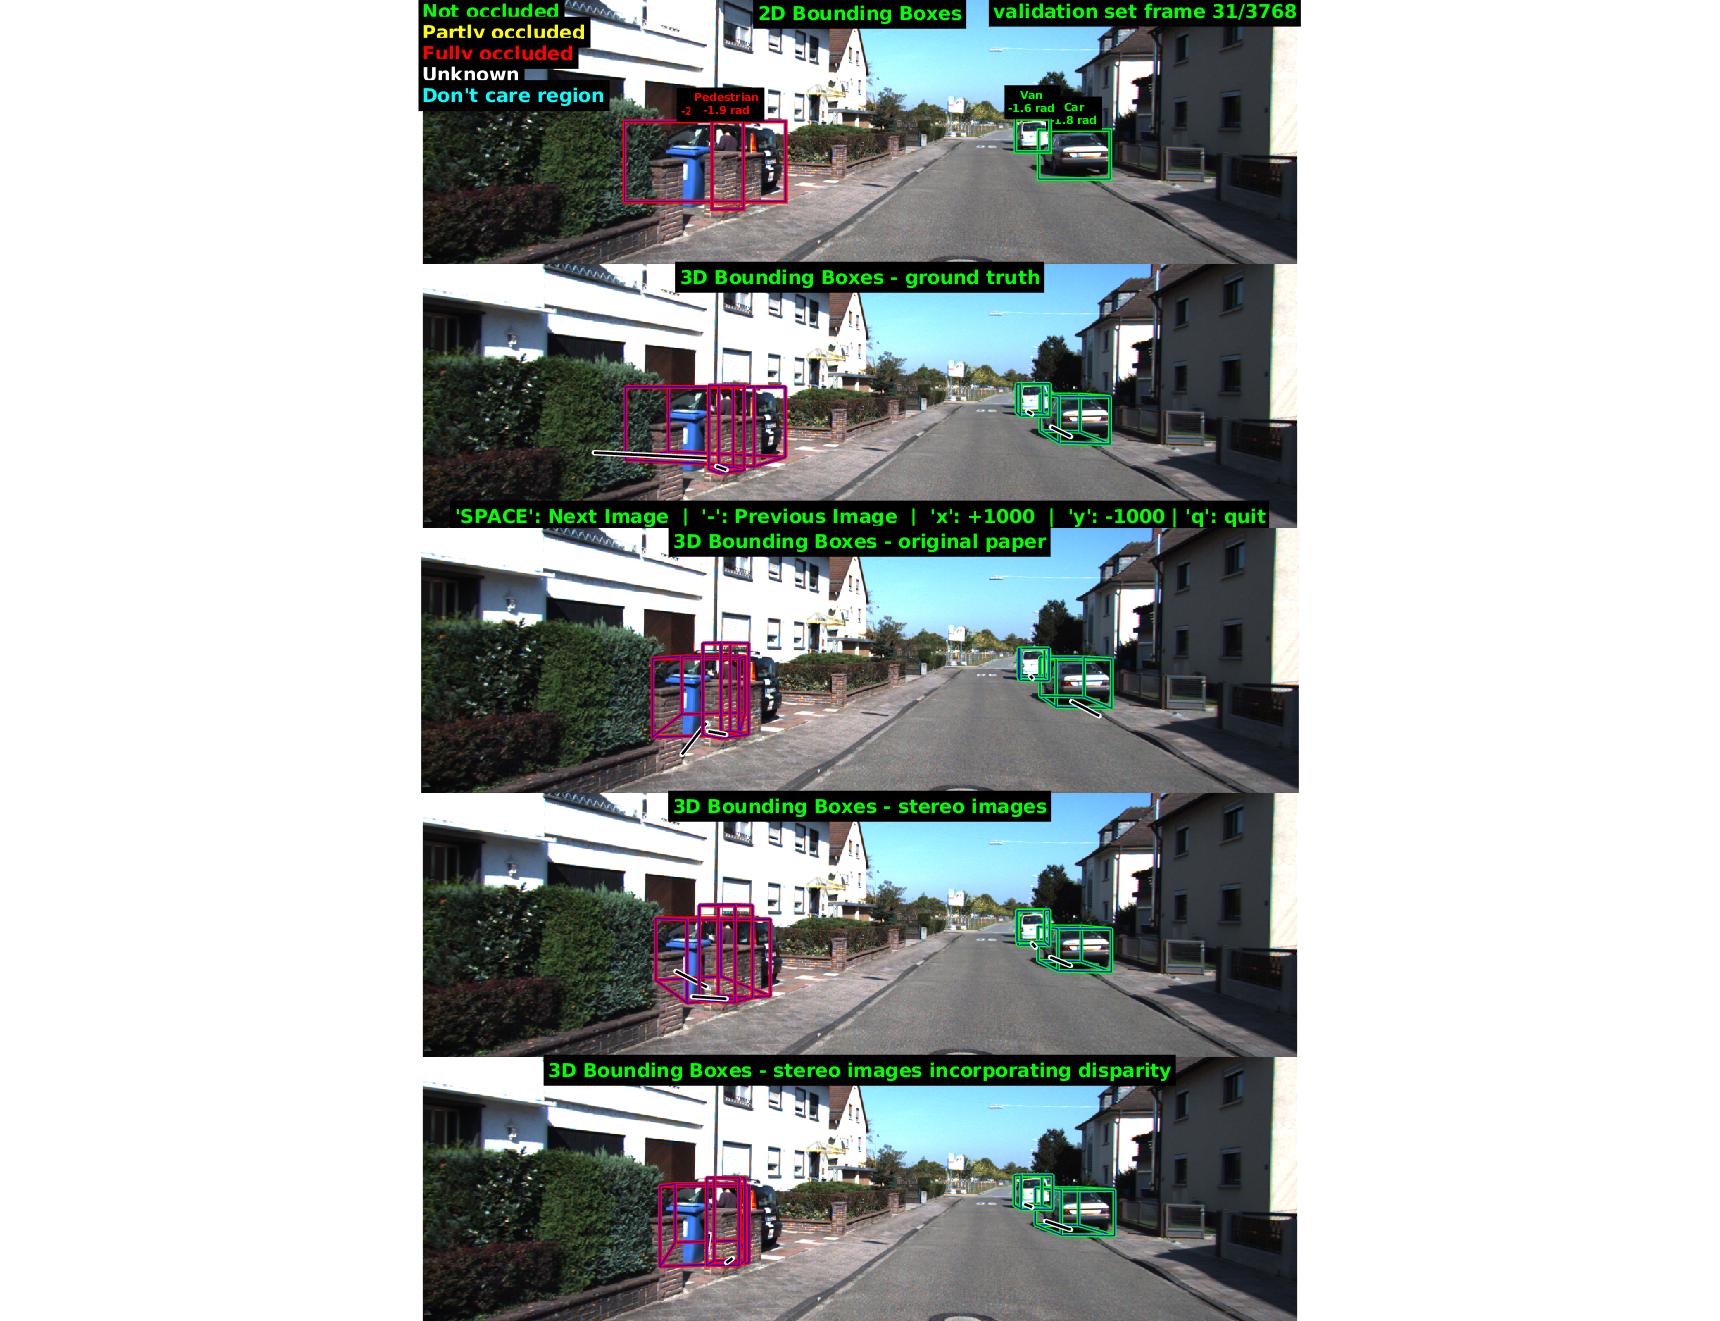 Not occluded
Partly occluded
Fully occluded
Unknown
Don't care region
2D Bounding Boxes
validation set frame 31/3768
Pedestrian
-2
-1.9 rad
Van
-1.6 rad
Car
1.8 rad
3D Bounding Boxes - ground truth
'SPACE': Next Image | '-': Previous Image | 'x': +1000 | 'y': -1000 | 'q': quit
3D Bounding Boxes - original paper
3D Bounding Boxes - stereo images
3D Bounding Boxes - stereo images incorporating disparity